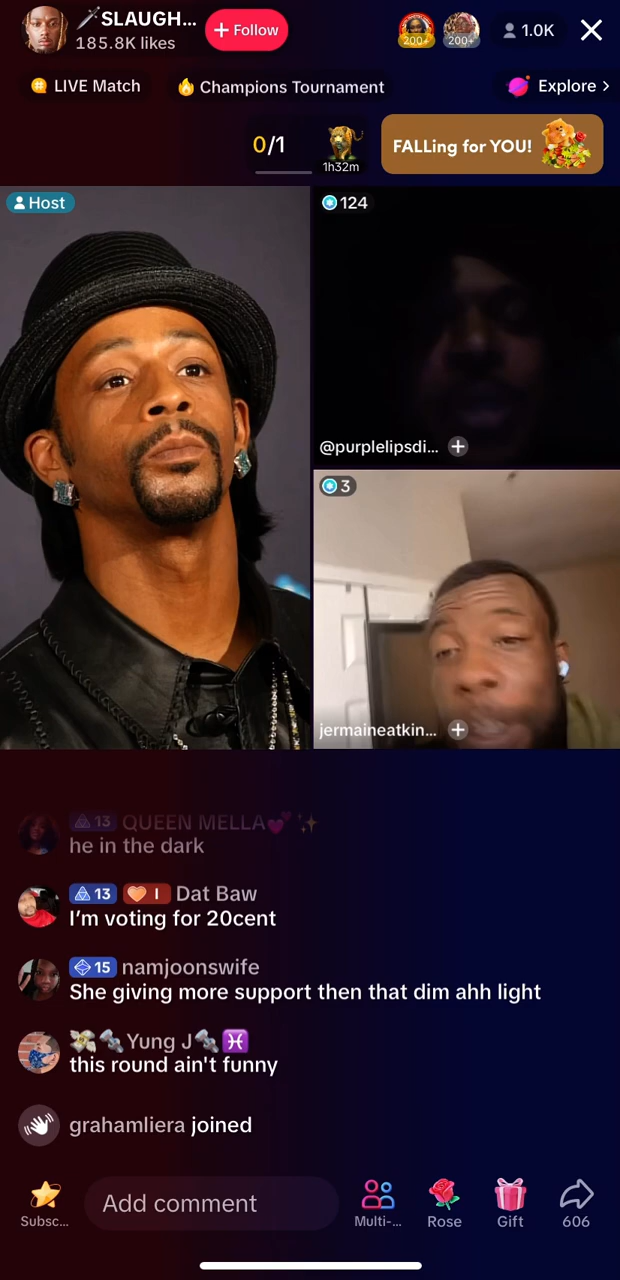 🗡️SLAUGH...
185.8K likes
+ Follow
200+
200+
1.0K
LIVE Match
Champions Tournament
Explore >
0/1
1h32m
FALLing for YOU!
Host
124
@purplelipsdi...
3
jermaineatkin...
13 QUEEN MELLA💕✨
he in the dark
13 I Dat Baw
I'm voting for 20cent
15 namjoonswife
She giving more support then that dim ahh light
💸🔩Yung J🔩♓
this round ain't funny
grahamliera joined
Add comment
Subsc...
Multi-...
Rose
Gift
606